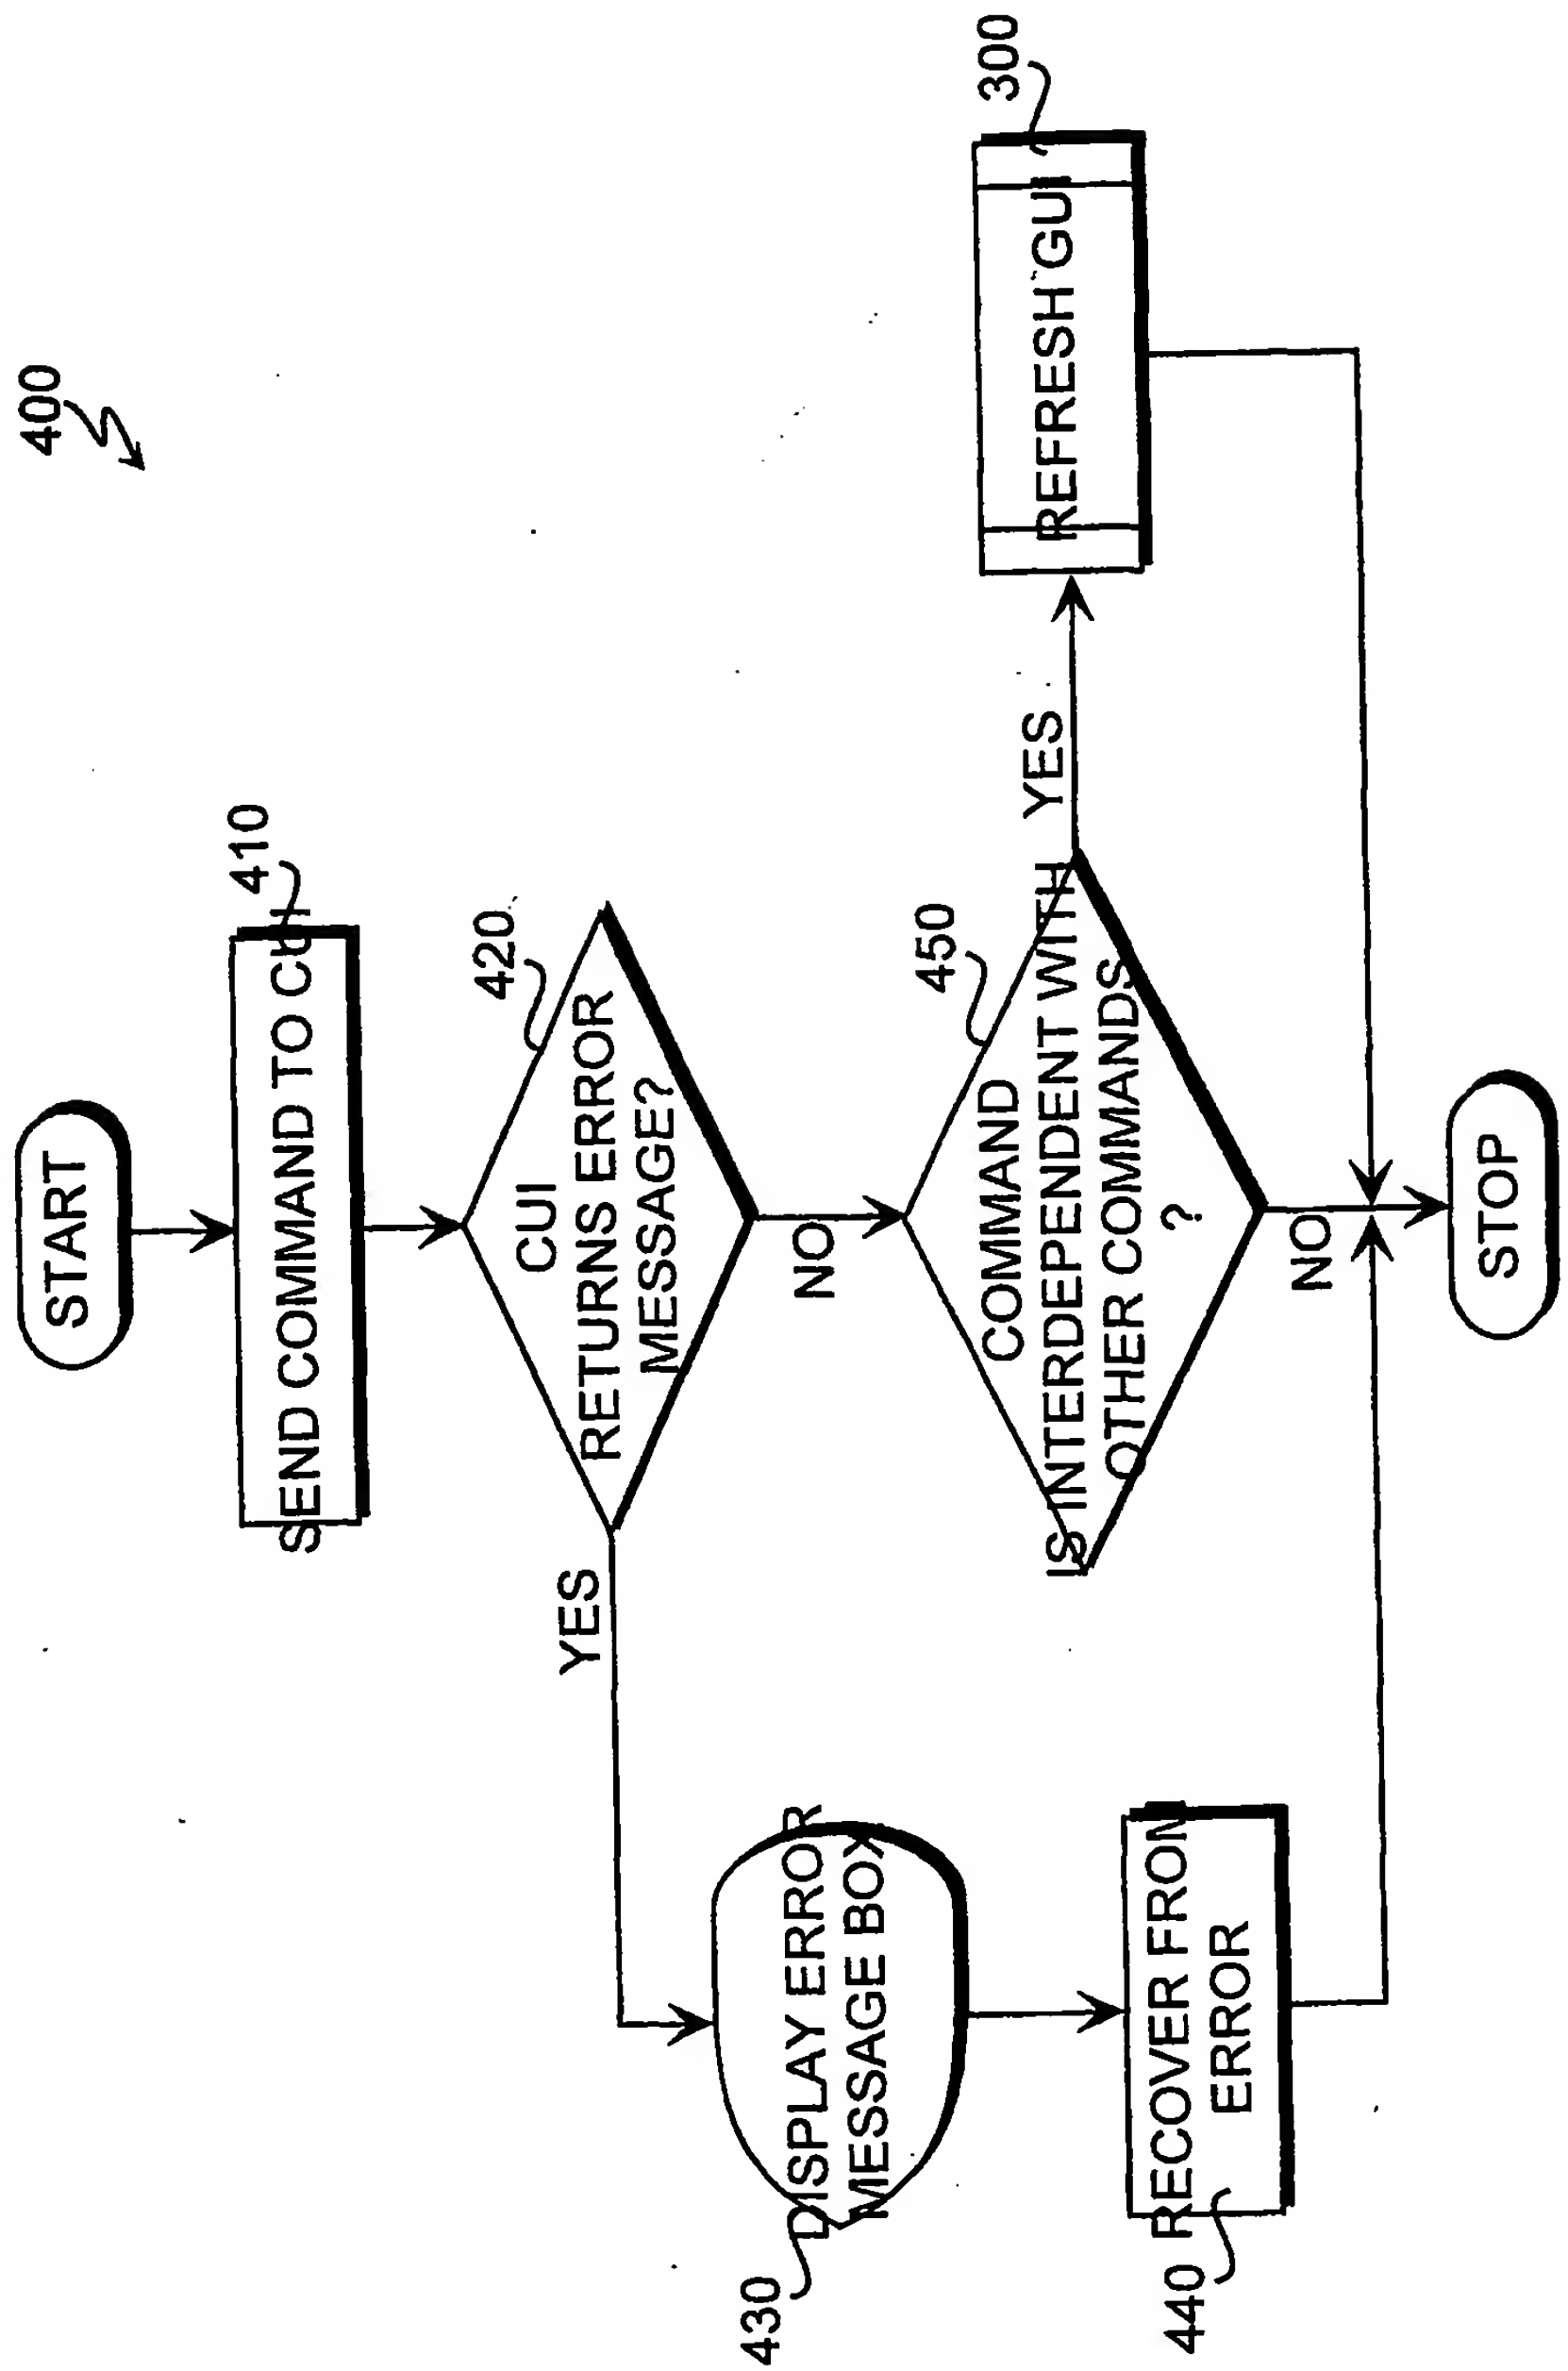 400
START
SEND COMMAND TO CUI
410
CUI
RETURNS ERROR
MESSAGE?
420
YES
NO
DISPLAY ERROR
MESSAGE BOX
430
COMMAND
IS INTERDEPENDENT WITH
OTHER COMMANDS
?
450
YES
REFRESH GUI
300
RECOVER FROM
ERROR
440
NO
STOP